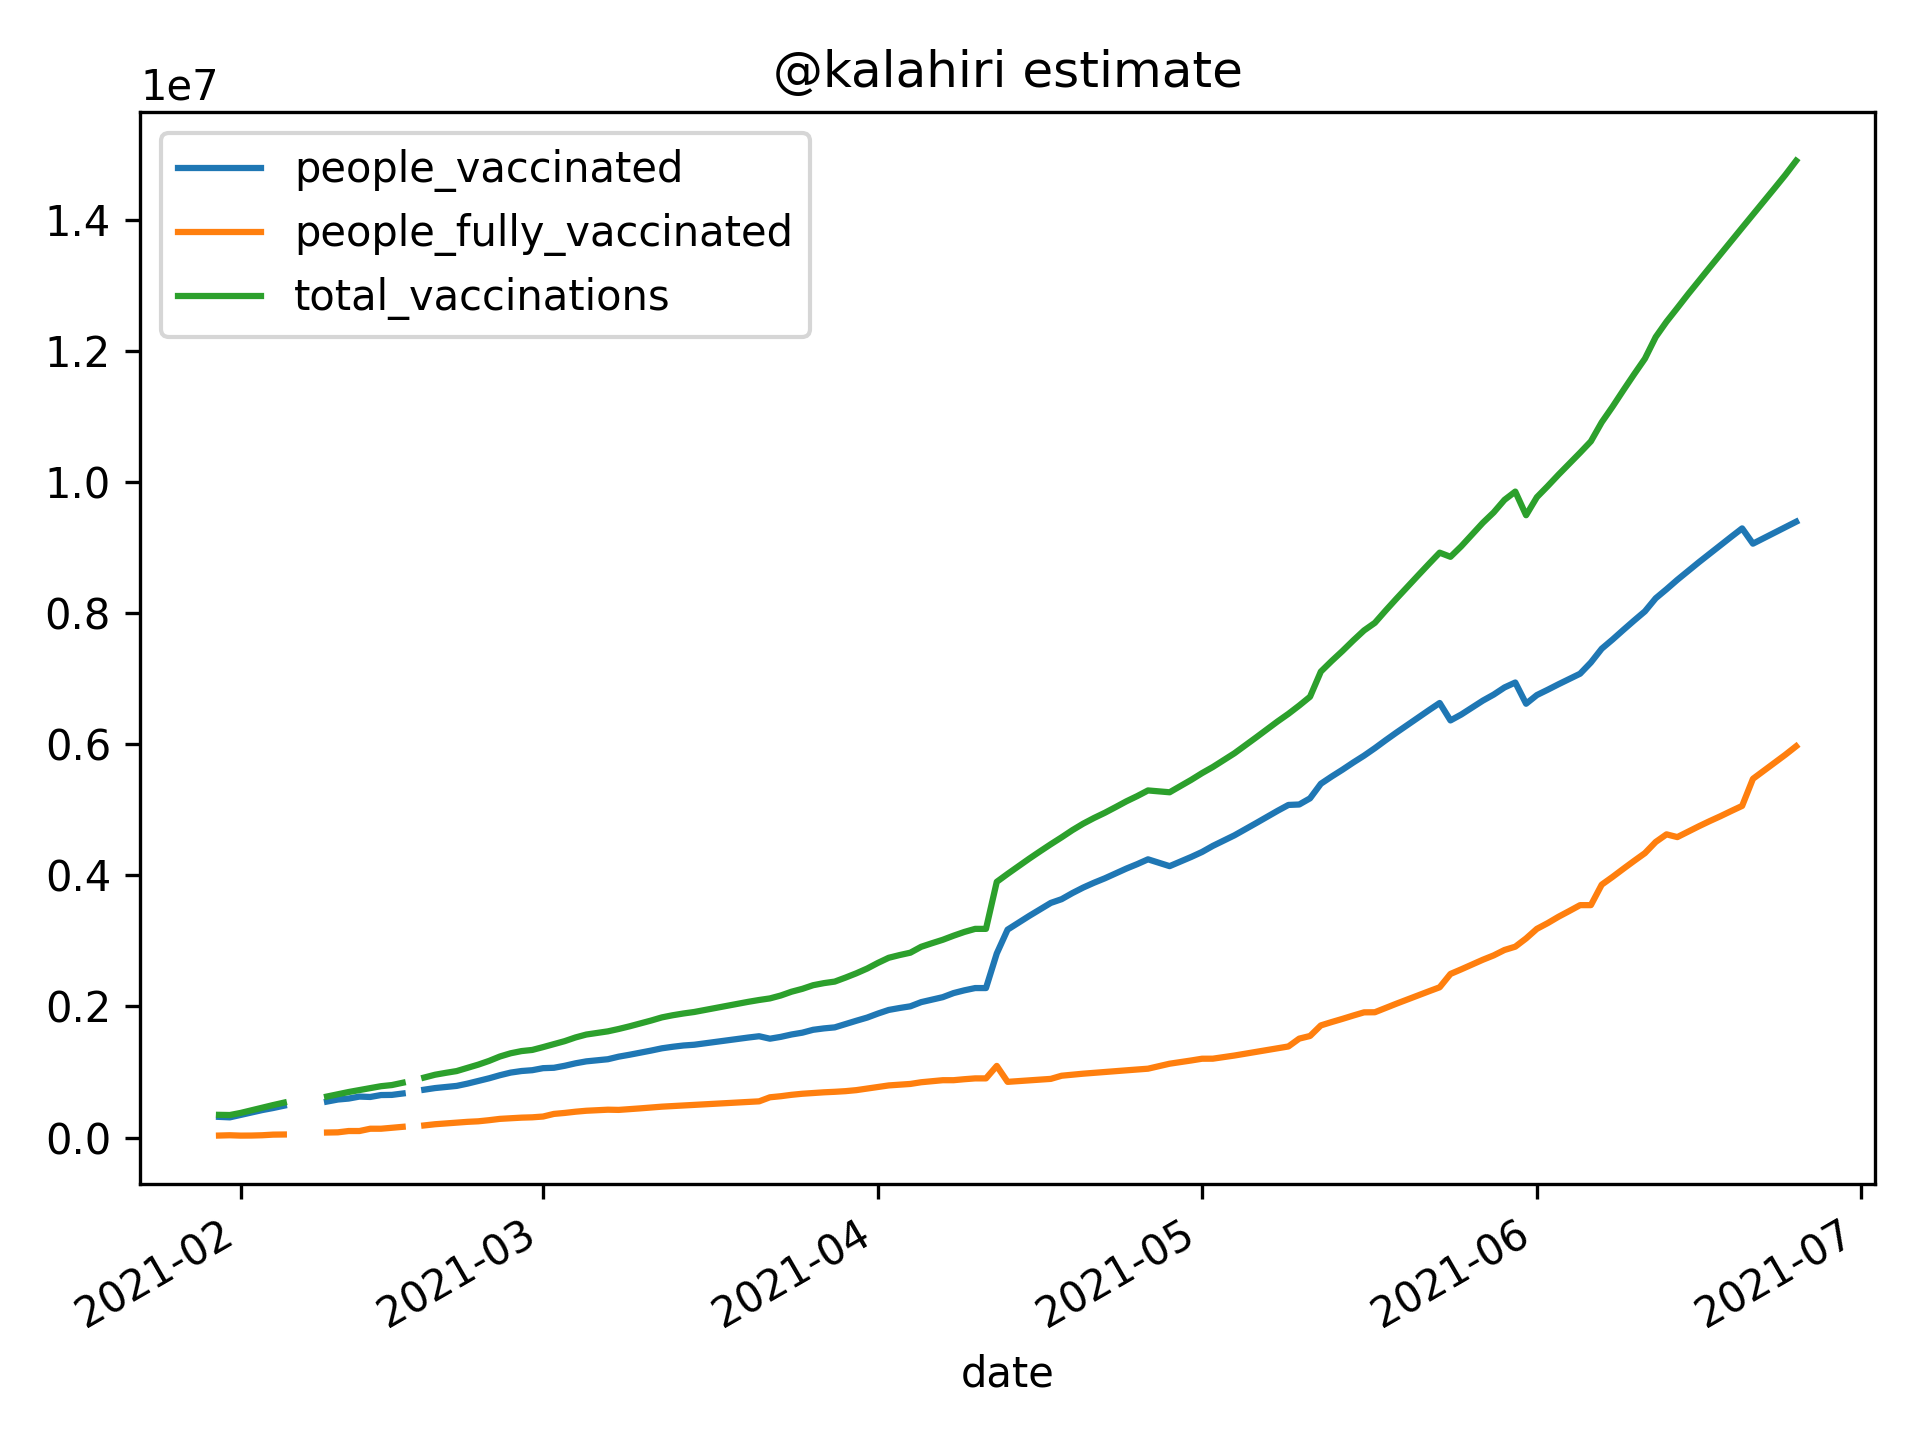 @kalahiri estimate
1e7
people_vaccinated
people_fully_vaccinated
total_vaccinations
1.4
1.2
1.0
0.8
0.6
0.4
0.2
0.0
2021-02
2021-03
2021-04
2021-05
2021-06
2021-07
date